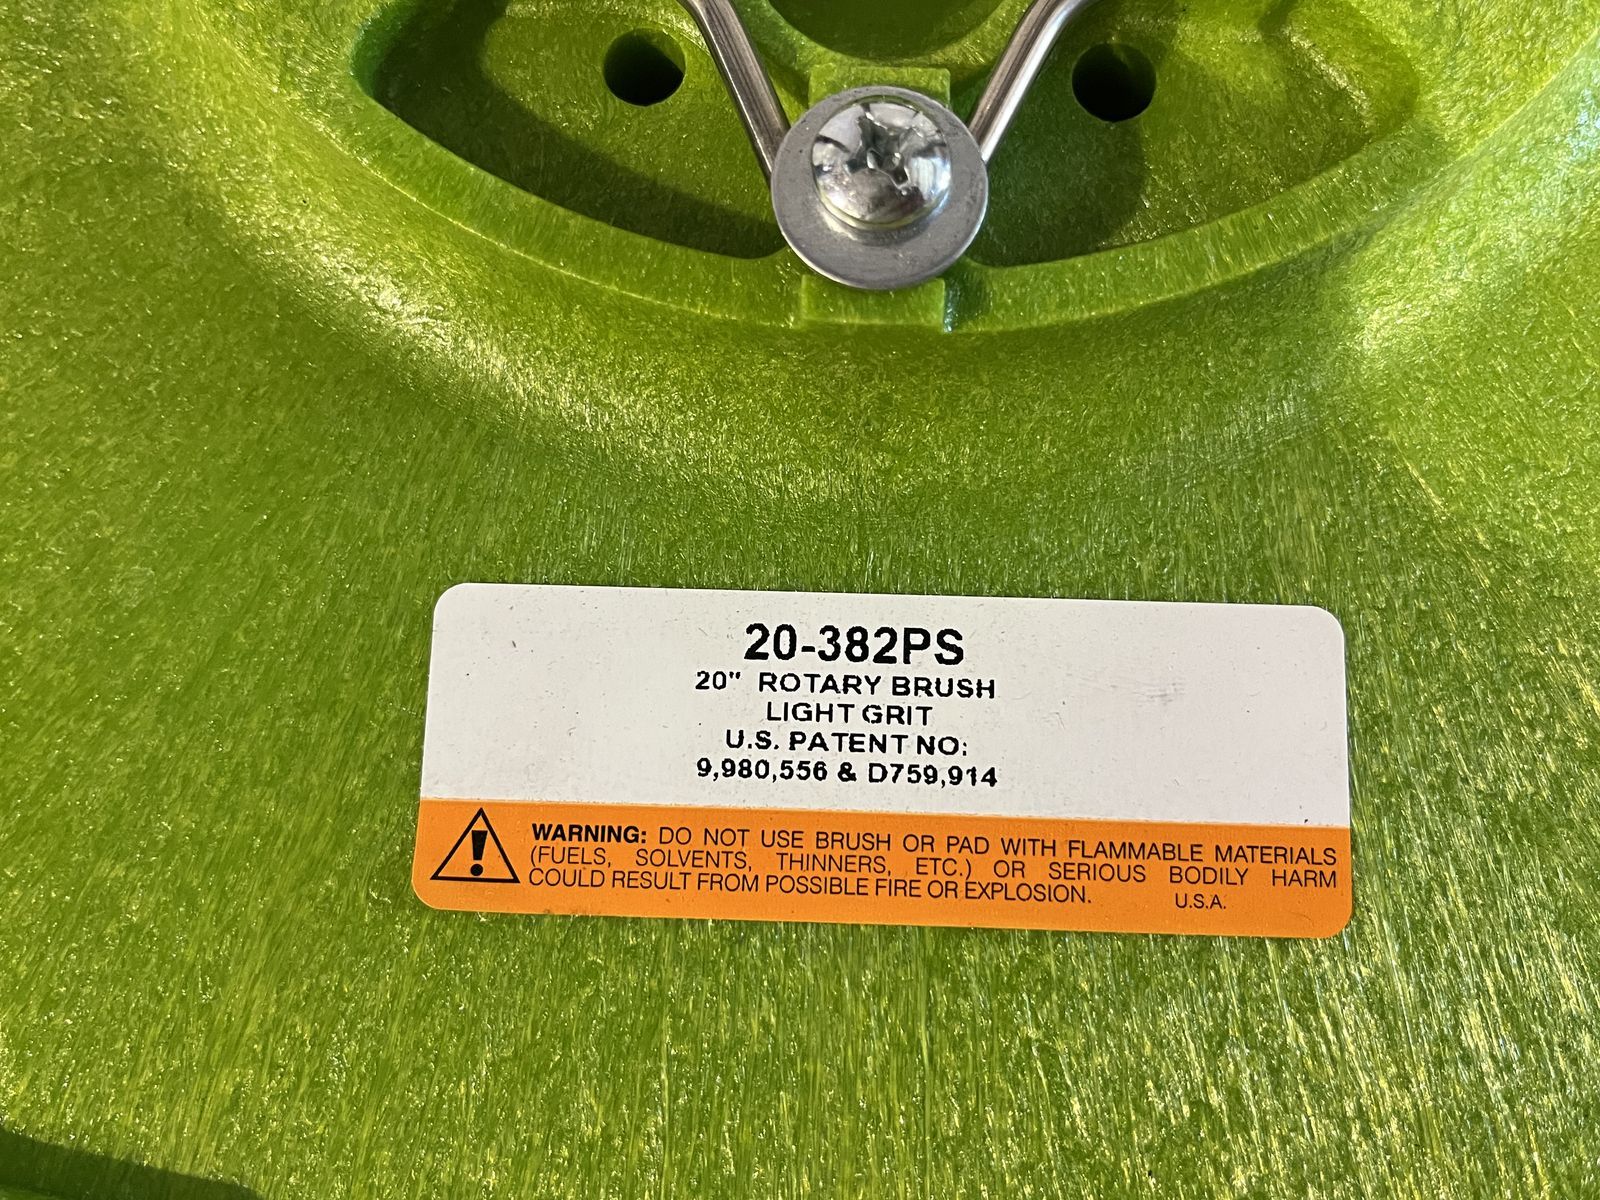 20-382PS
20" ROTARY BRUSH
LIGHT GRIT
U.S. PATENT NO:
9,980,556 & D759,914
WARNING: DO NOT USE BRUSH OR PAD WITH FLAMMABLE MATERIALS
(FUELS, SOLVENTS, THINNERS, ETC.) OR SERIOUS BODILY HARM
COULD RESULT FROM POSSIBLE FIRE OR EXPLOSION. U.S.A.